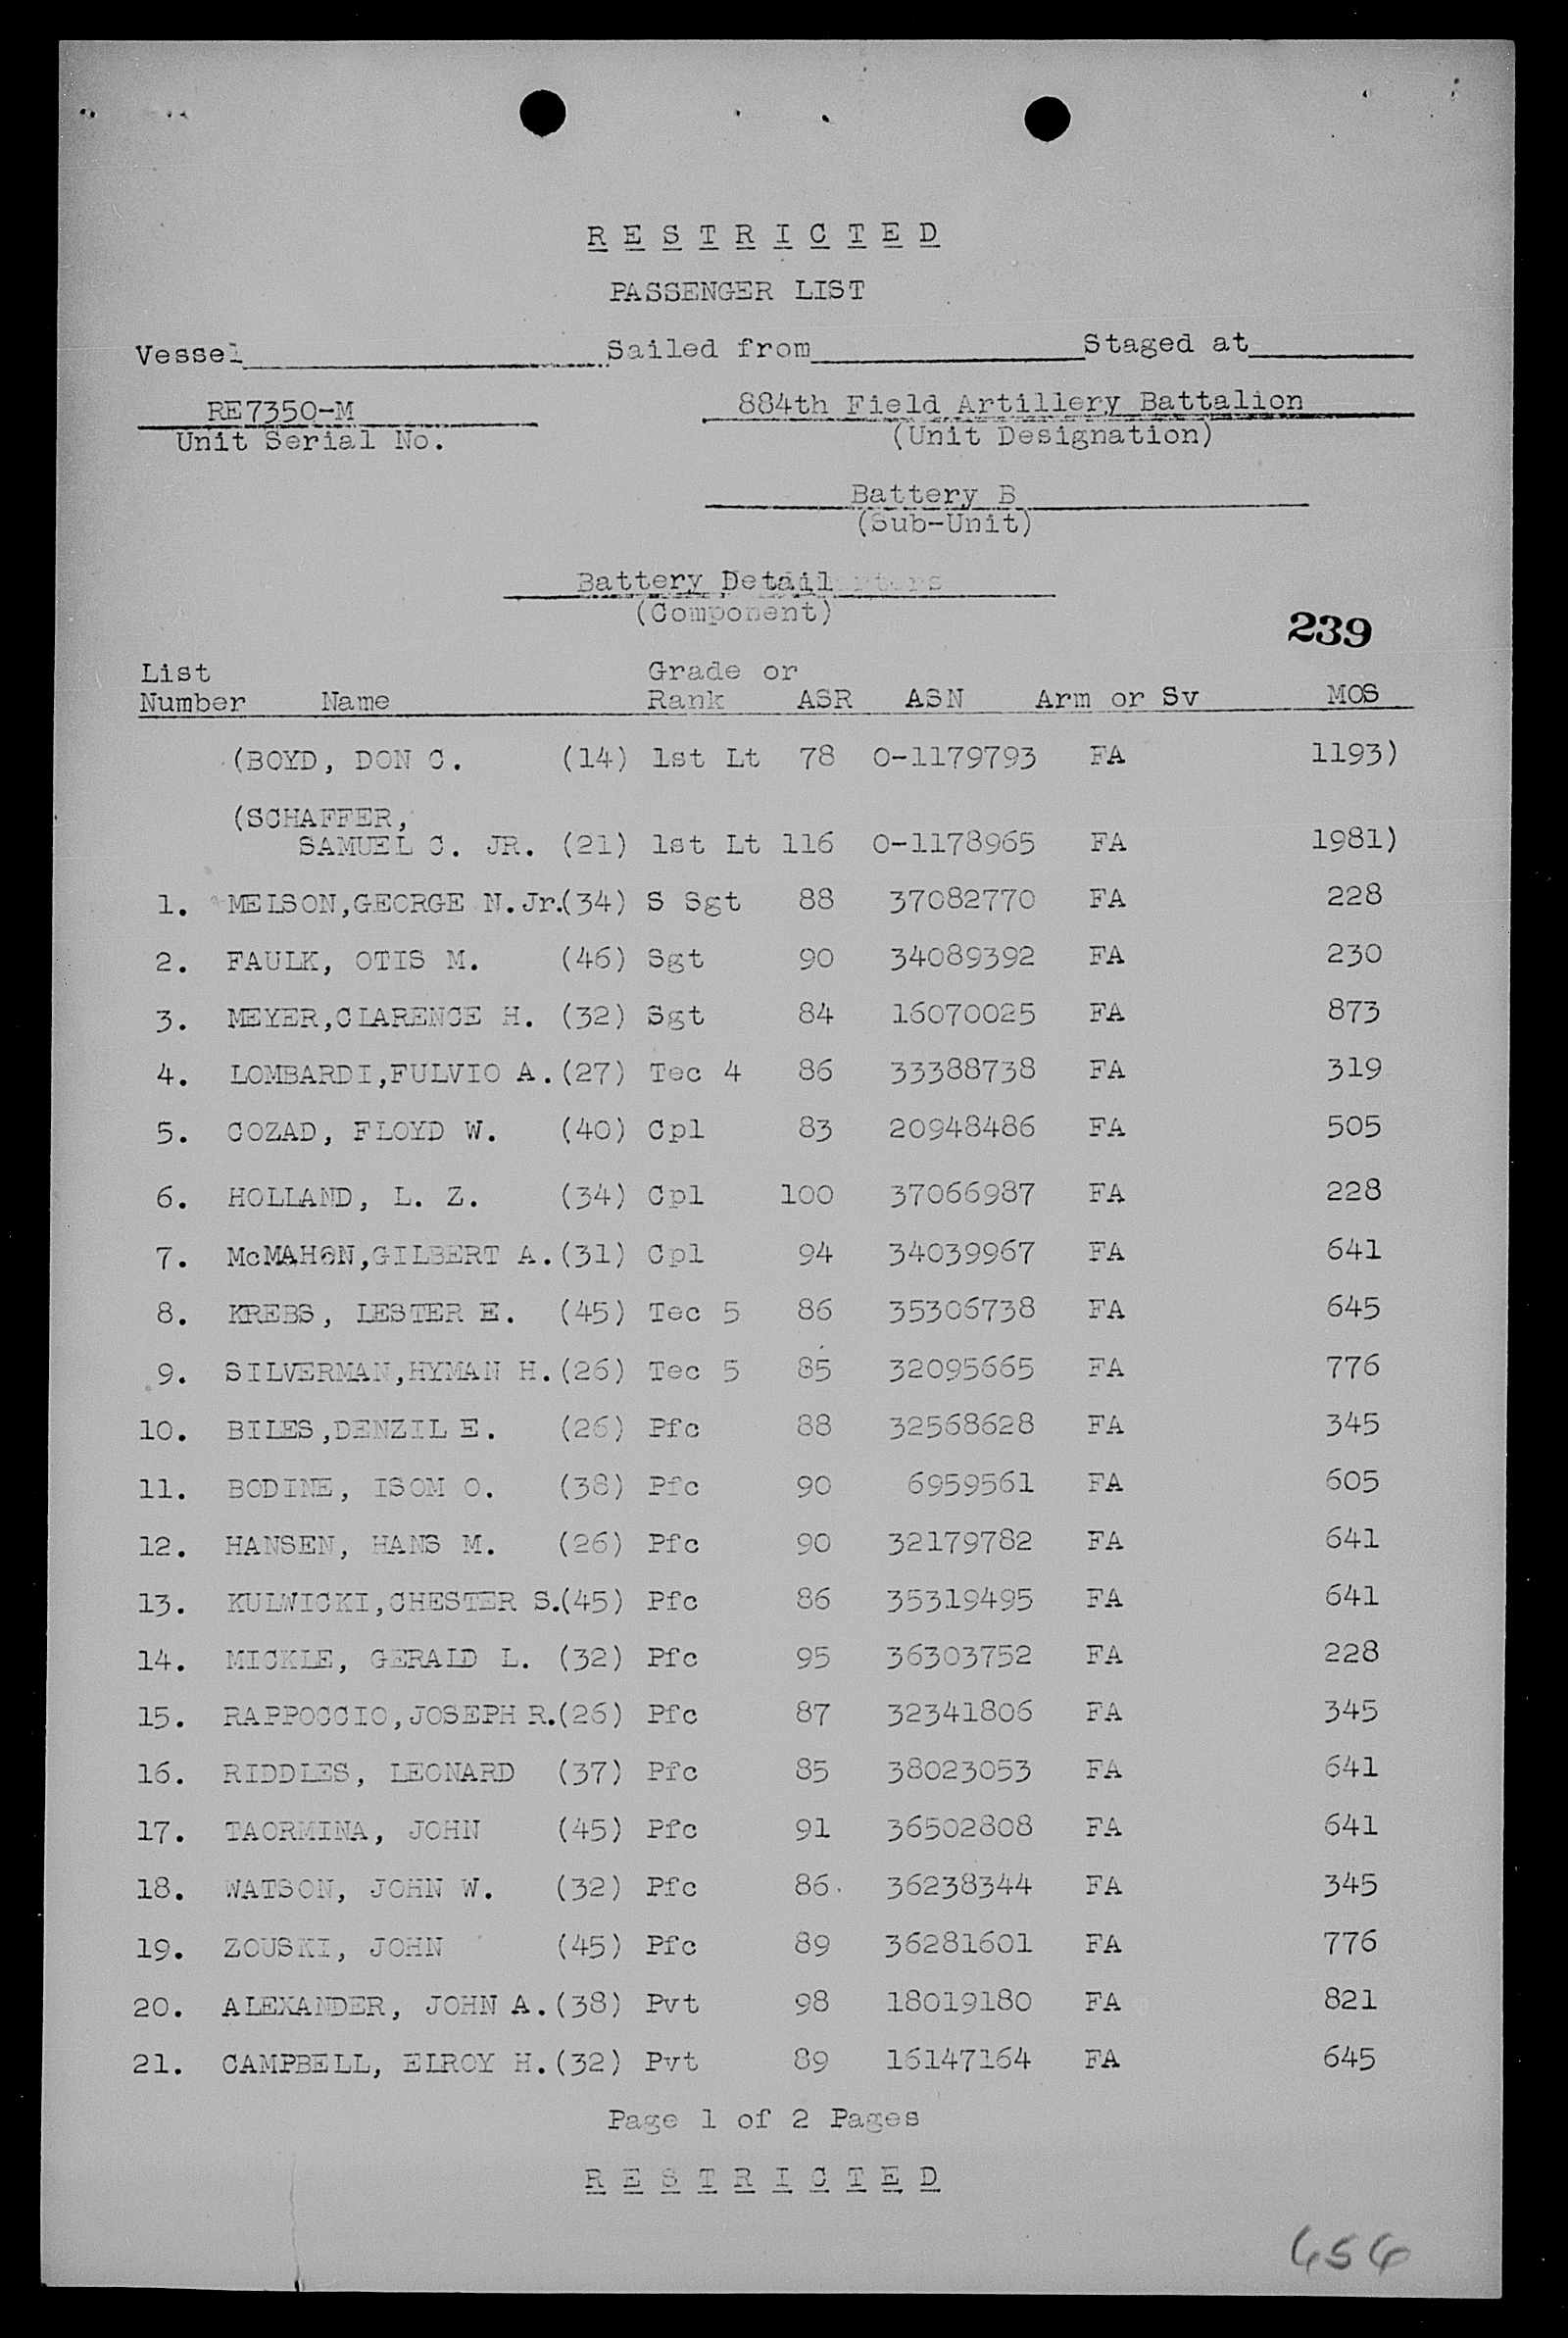 R E S T R I C T E D
PASSENGER LIST
Vessel Sailed from Staged at
RE7350-M 884th Field Artillery Battalion
Unit Serial No. (Unit Designation)
Battery B
(Sub-Unit)
Battery Detail
(Component)
239
List Grade or
Number Name Rank ASR ASN Arm or Sv MOS
(BOYD, DON C. (14) 1st Lt 78 O-1179793 FA 1193)
(SCHAFFER,
SAMUEL C. JR. (21) 1st Lt 116 O-1178965 FA 1981)
1. MELSON,GEORGE N.Jr.(34) S Sgt 88 37082770 FA 228
2. FAULK, OTIS M. (46) Sgt 90 34089392 FA 230
3. MEYER,CLARENCE H. (32) Sgt 84 16070025 FA 873
4. LOMBARDI,FULVIO A.(27) Tec 4 86 33388738 FA 319
5. COZAD, FLOYD W. (40) Cpl 83 20948486 FA 505
6. HOLLAND, L. Z. (34) Cpl 100 37066987 FA 228
7. McMAHON,GILBERT A.(31) Cpl 94 34039967 FA 641
8. KREBS, LESTER E. (45) Tec 5 86 35306738 FA 645
9. SILVERMAN,HYMAN H.(26) Tec 5 85 32095665 FA 776
10. BILES,DENZIL E. (26) Pfc 88 32568628 FA 345
11. BODINE, ISOM O. (38) Pfc 90 6959561 FA 605
12. HANSEN, HANS M. (26) Pfc 90 32179782 FA 641
13. KULWICKI,CHESTER S.(45) Pfc 86 35319495 FA 641
14. MICKLE, GERALD L. (32) Pfc 95 36303752 FA 228
15. RAPPOCCIO,JOSEPH R.(26) Pfc 87 32341806 FA 345
16. RIDDLES, LEONARD (37) Pfc 85 38023053 FA 641
17. TAORMINA, JOHN (45) Pfc 91 36502808 FA 641
18. WATSON, JOHN W. (32) Pfc 86 36238344 FA 345
19. ZOUSKI, JOHN (45) Pfc 89 36281601 FA 776
20. ALEXANDER, JOHN A.(38) Pvt 98 18019180 FA 821
21. CAMPBELL, ELROY H.(32) Pvt 89 16147164 FA 645
Page 1 of 2 Pages
R E S T R I C T E D
656